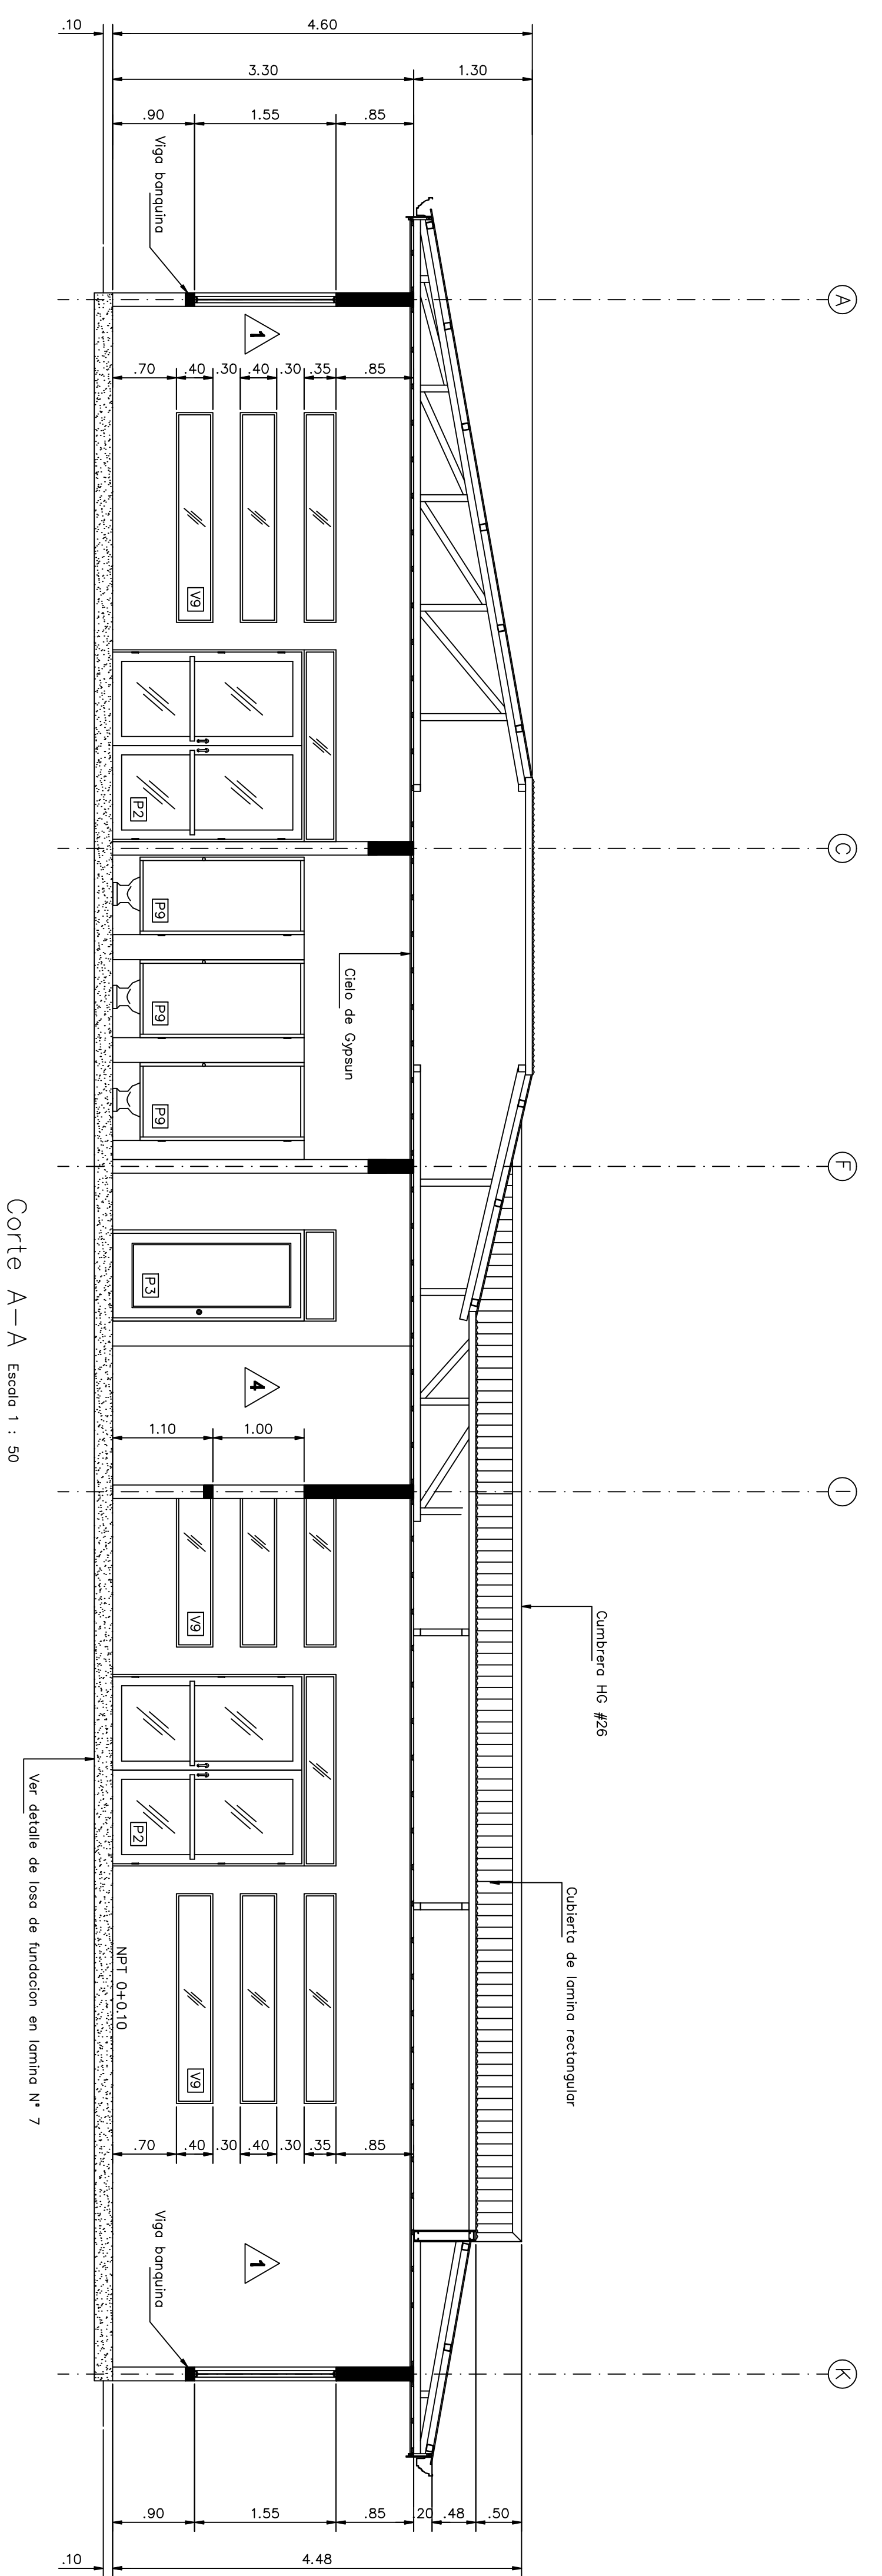 A
C
F
I
K
4.60
.10
3.30
1.30
.90
1.55
.85
Viga banquina
1
.70
.40
.30
.40
.30
.35
.85
V9
P2
P9
P9
P9
Cielo de Gypsun
P3
4
1.10
1.00
V9
P2
V9
Cumbrera HG #26
Cubierta de lamina rectangular
NPT 0+0.10
.70
.40
.30
.40
.30
.35
.85
1
Viga banquina
.90
1.55
.85
.20
.48
.50
4.48
.10
Ver detalle de losa de fundacion en lamina N° 7
Corte A-A Escala 1 : 50